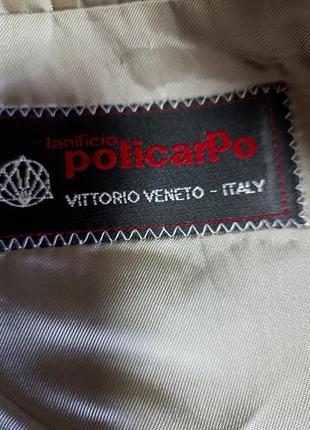 lanificio
policarPo
VITTORIO VENETO - ITALY